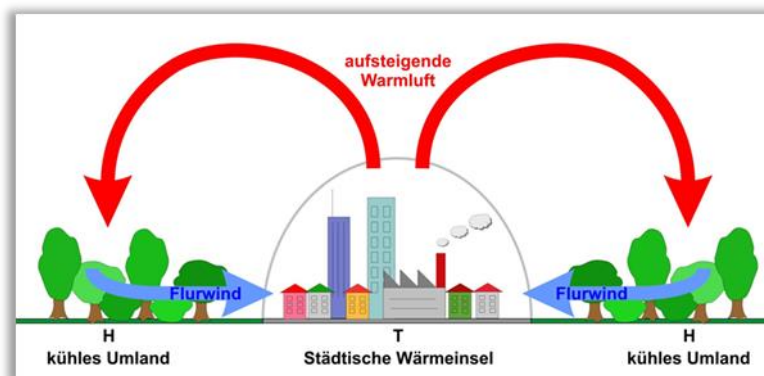 aufsteigende
Warmluft
Flurwind
Flurwind
H
T
H
kühles Umland
Städtische Wärmeinsel
kühles Umland